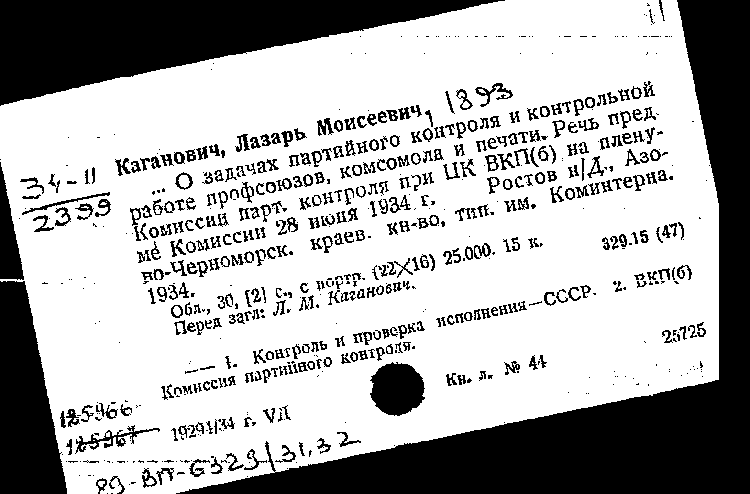 Каганович, Лазарь Моисеевич, 1893
34-11
2399
... О задачах партийного контроля и контрольной
работе профсоюзов, комсомола и печати. Речь пред.
Комиссии парт. контроля при ЦК ВКП(б) на плену-
ме Комиссии 28 июня 1934 г. Ростов н/Д., Азо-
во-Черноморск. краев. кн-во, тип. им. Коминтерна.
1934.
Обл., 30, [2] с., с портр. (22×16) 25.000. 15 к. 329.15 (47)
Перед загл: Л. М. Каганович.
—— 1. Контроль и проверка исполнения—СССР. 2. ВКП(б)
Комиссия партийного контроля.
25725
Кн. л. № 44
125966
125967
19294/34 г. VД
89-ВП-6329/31,32